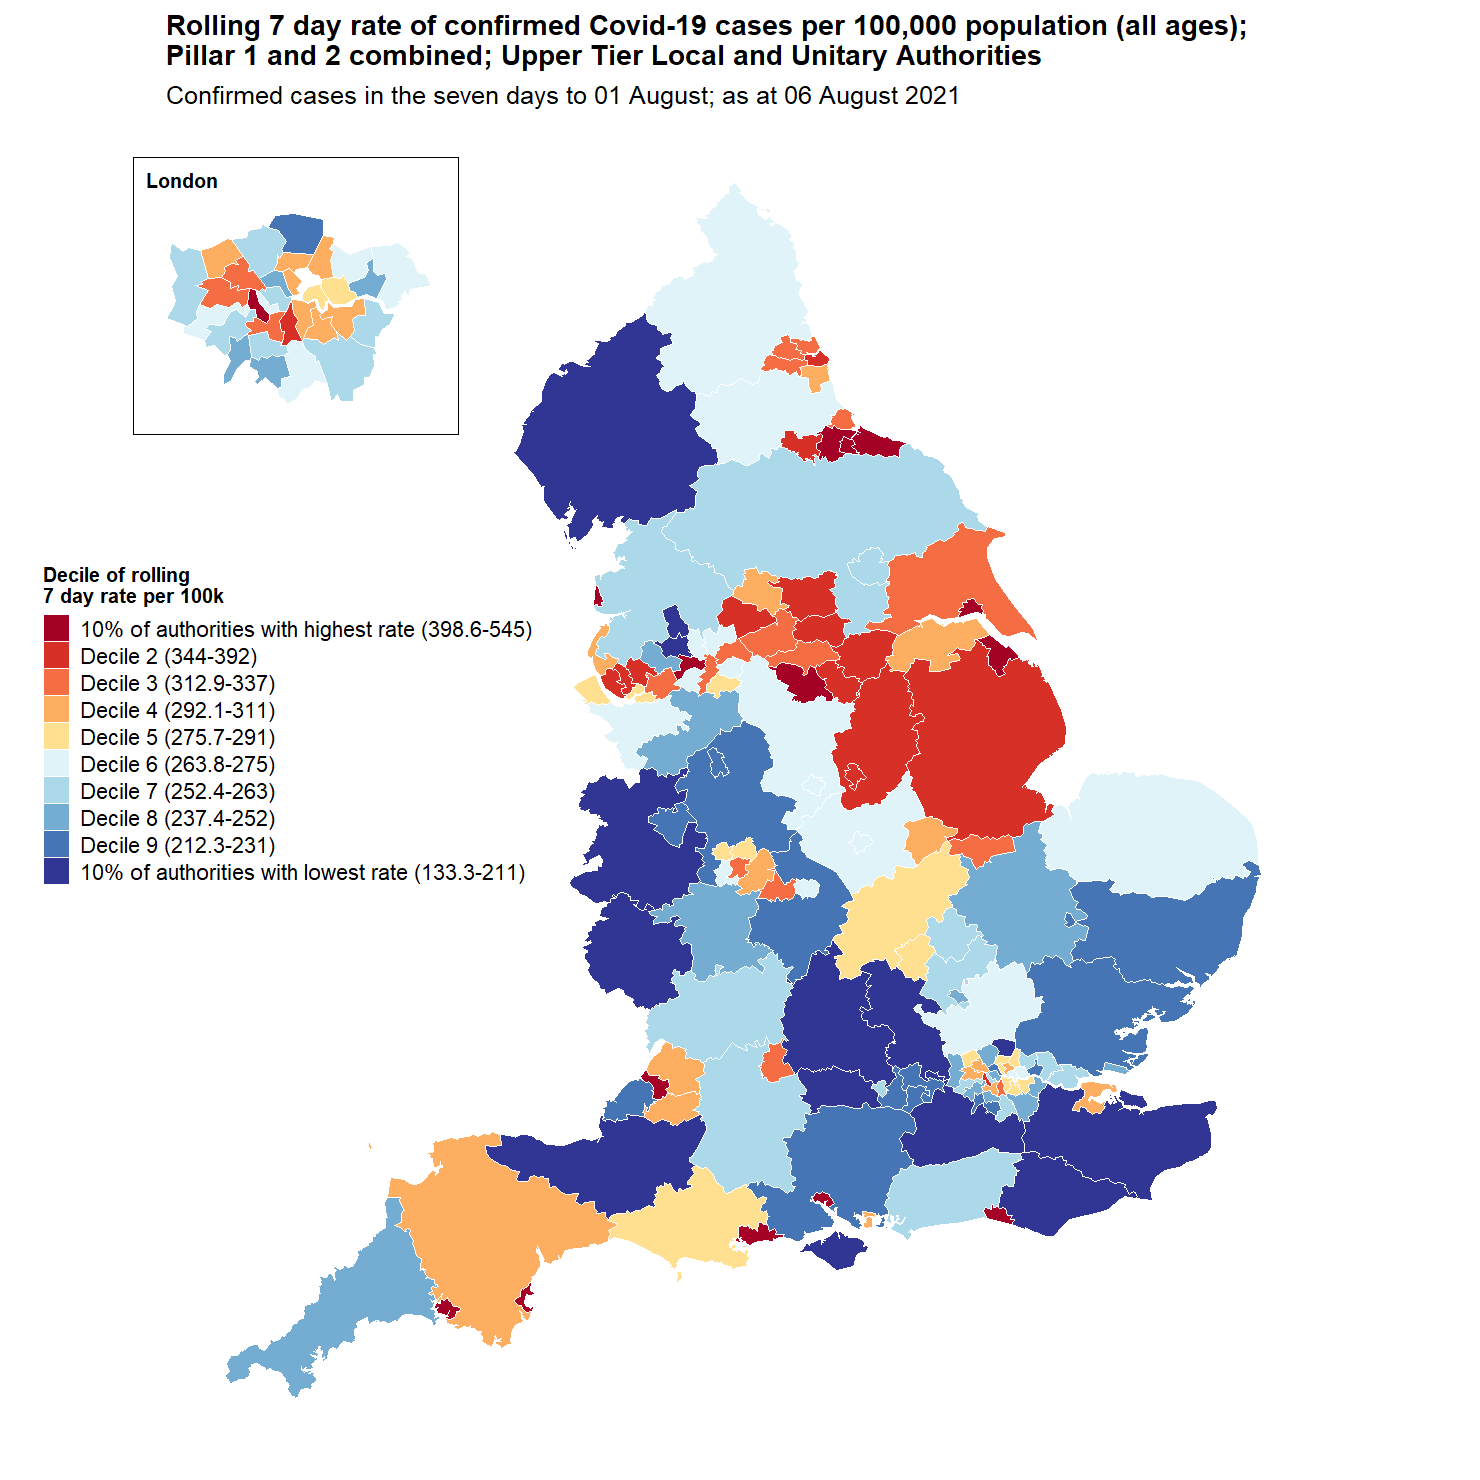 Rolling 7 day rate of confirmed Covid-19 cases per 100,000 population (all ages);
Pillar 1 and 2 combined; Upper Tier Local and Unitary Authorities
Confirmed cases in the seven days to 01 August; as at 06 August 2021
London
Decile of rolling
7 day rate per 100k
10% of authorities with highest rate (398.6-545)
Decile 2 (344-392)
Decile 3 (312.9-337)
Decile 4 (292.1-311)
Decile 5 (275.7-291)
Decile 6 (263.8-275)
Decile 7 (252.4-263)
Decile 8 (237.4-252)
Decile 9 (212.3-231)
10% of authorities with lowest rate (133.3-211)